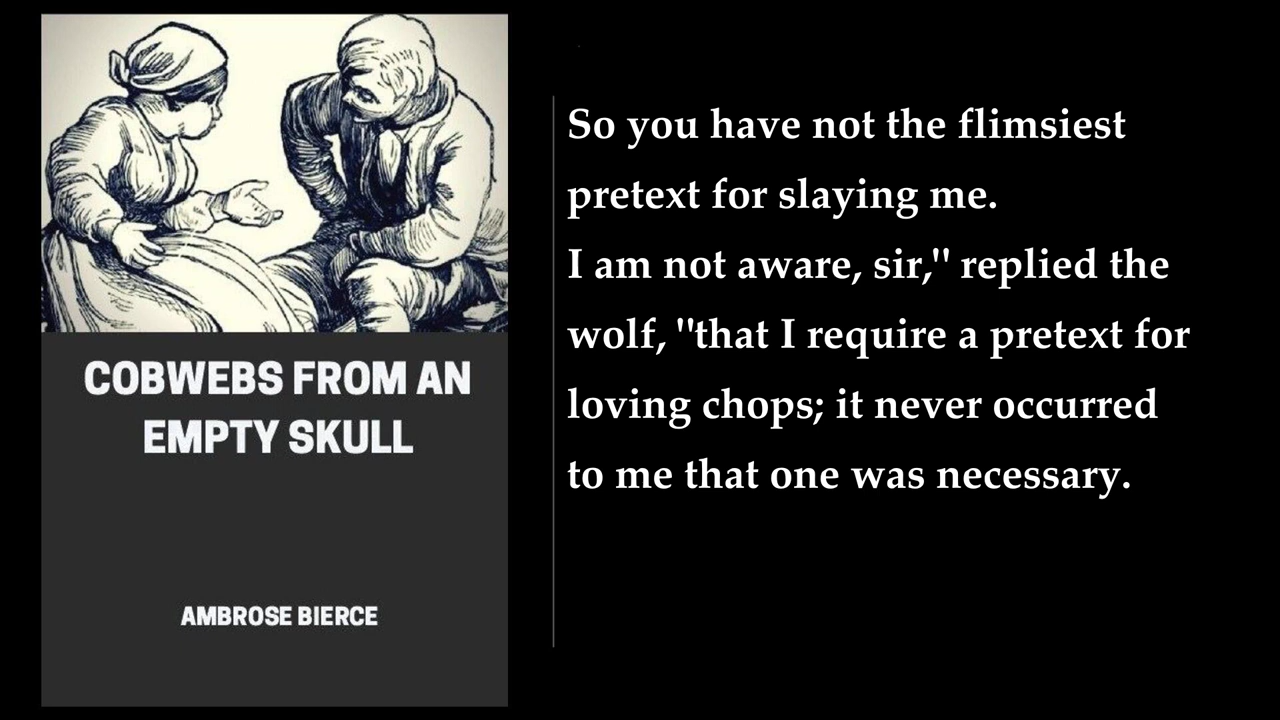 COBWEBS FROM AN
EMPTY SKULL
AMBROSE BIERCE
So you have not the flimsiest
pretext for slaying me.
I am not aware, sir," replied the
wolf, "that I require a pretext for
loving chops; it never occurred
to me that one was necessary.